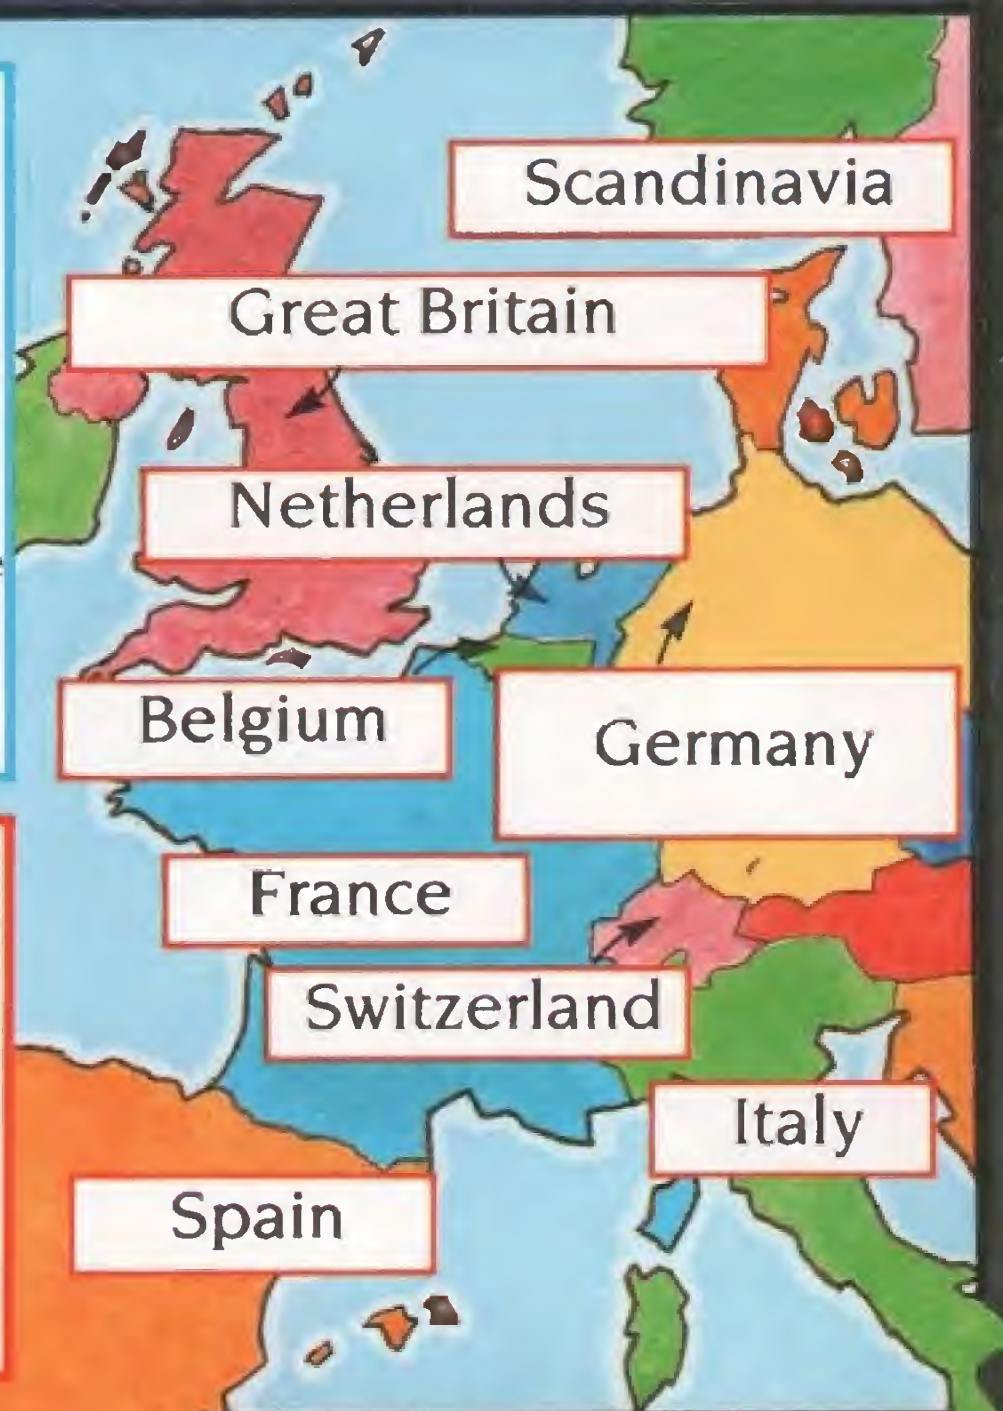 Scandinavia
Great Britain
Netherlands
Belgium
Germany
France
Switzerland
Italy
Spain